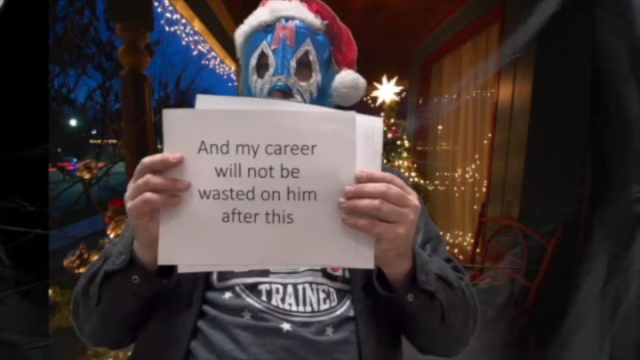 M
And my career
will not be
wasted on him
after this
TRAINED